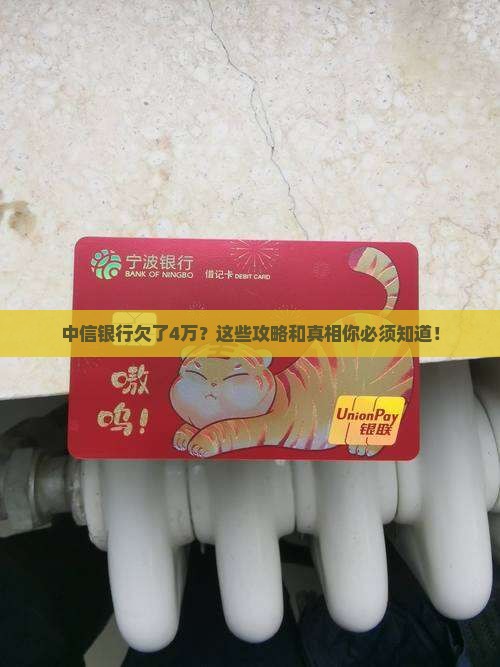 宁波银行
BANK OF NINGBO
借记卡 DEBIT CARD
中信银行欠了4万？这些攻略和真相你必须知道！
嗷
呜！
UnionPay
银联